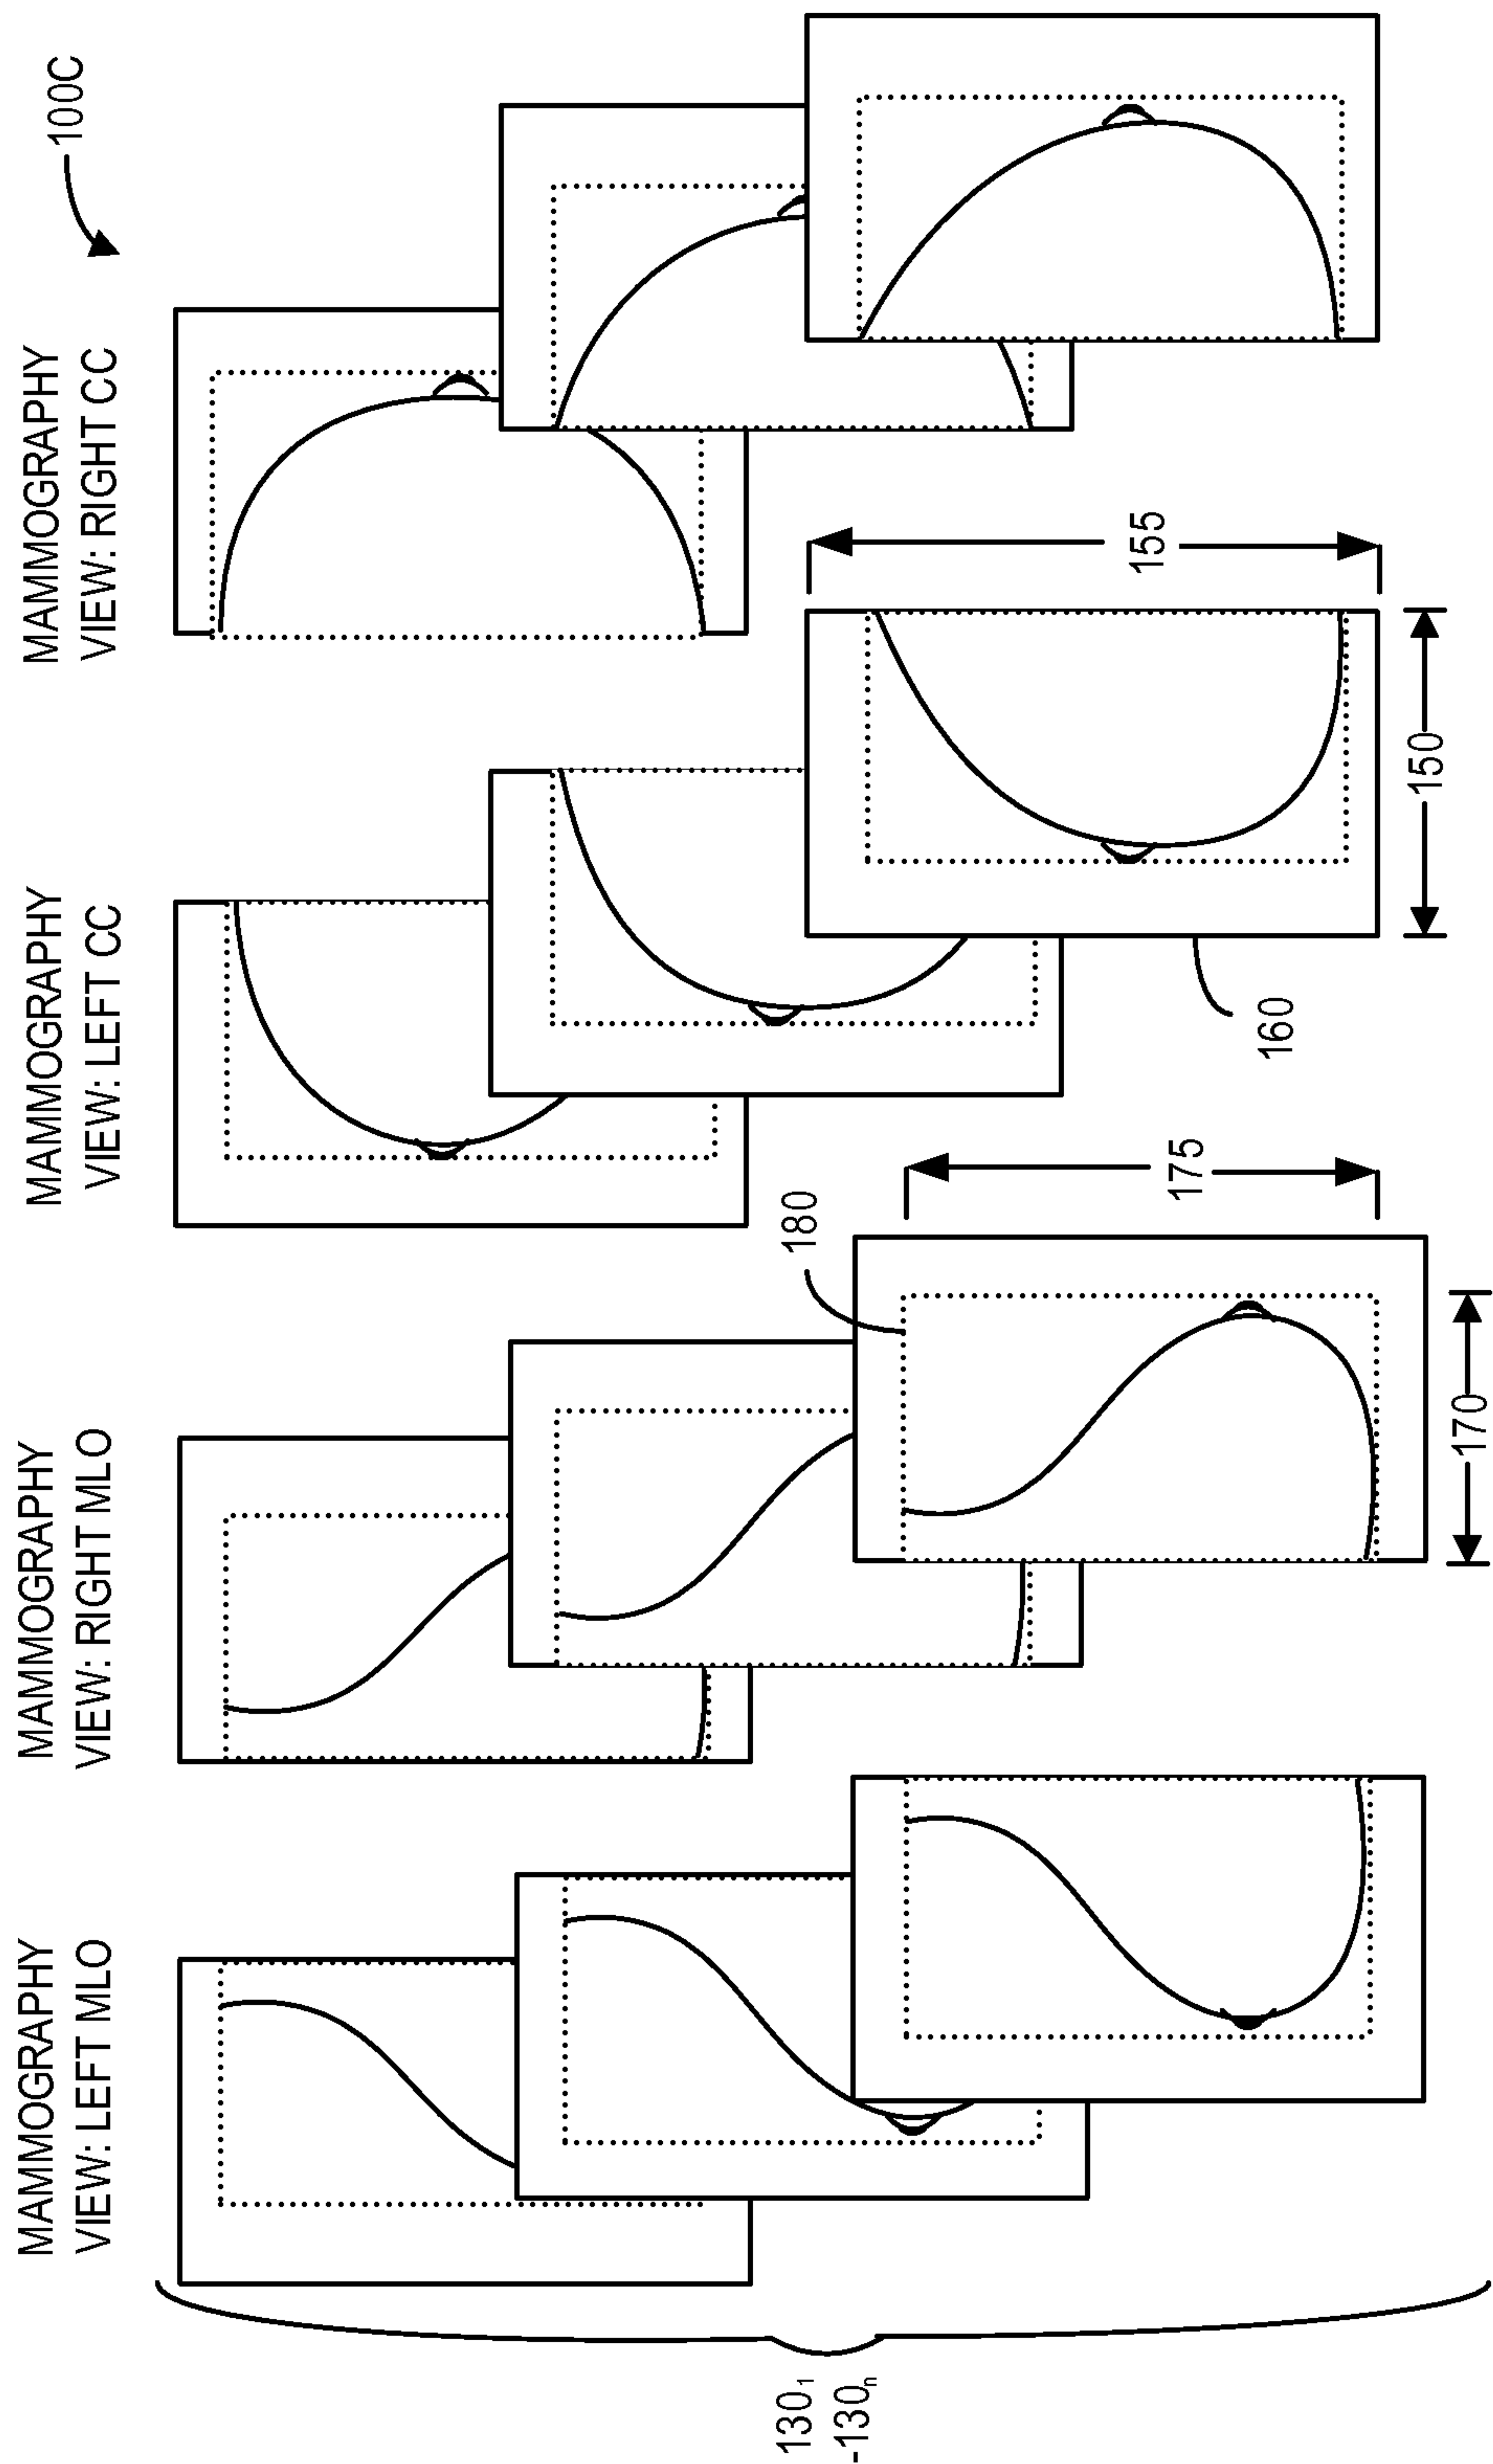 100C
MAMMOGRAPHY
VIEW: LEFT MLO
MAMMOGRAPHY
VIEW: RIGHT MLO
MAMMOGRAPHY
VIEW: LEFT CC
MAMMOGRAPHY
VIEW: RIGHT CC
130₁
-130ₙ
180
175
170
160
150
155